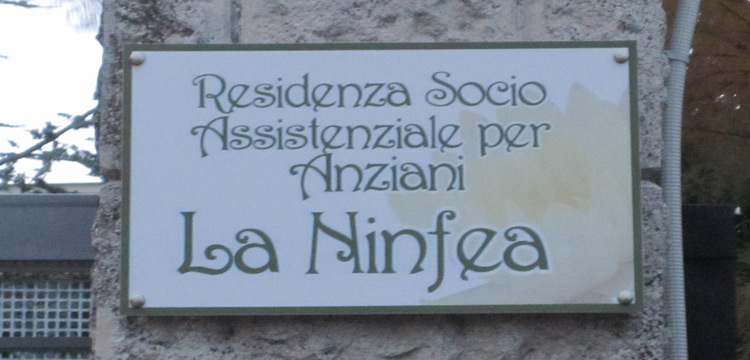 Residenza Socio
Assistenziale per
Anziani
La Ninfea